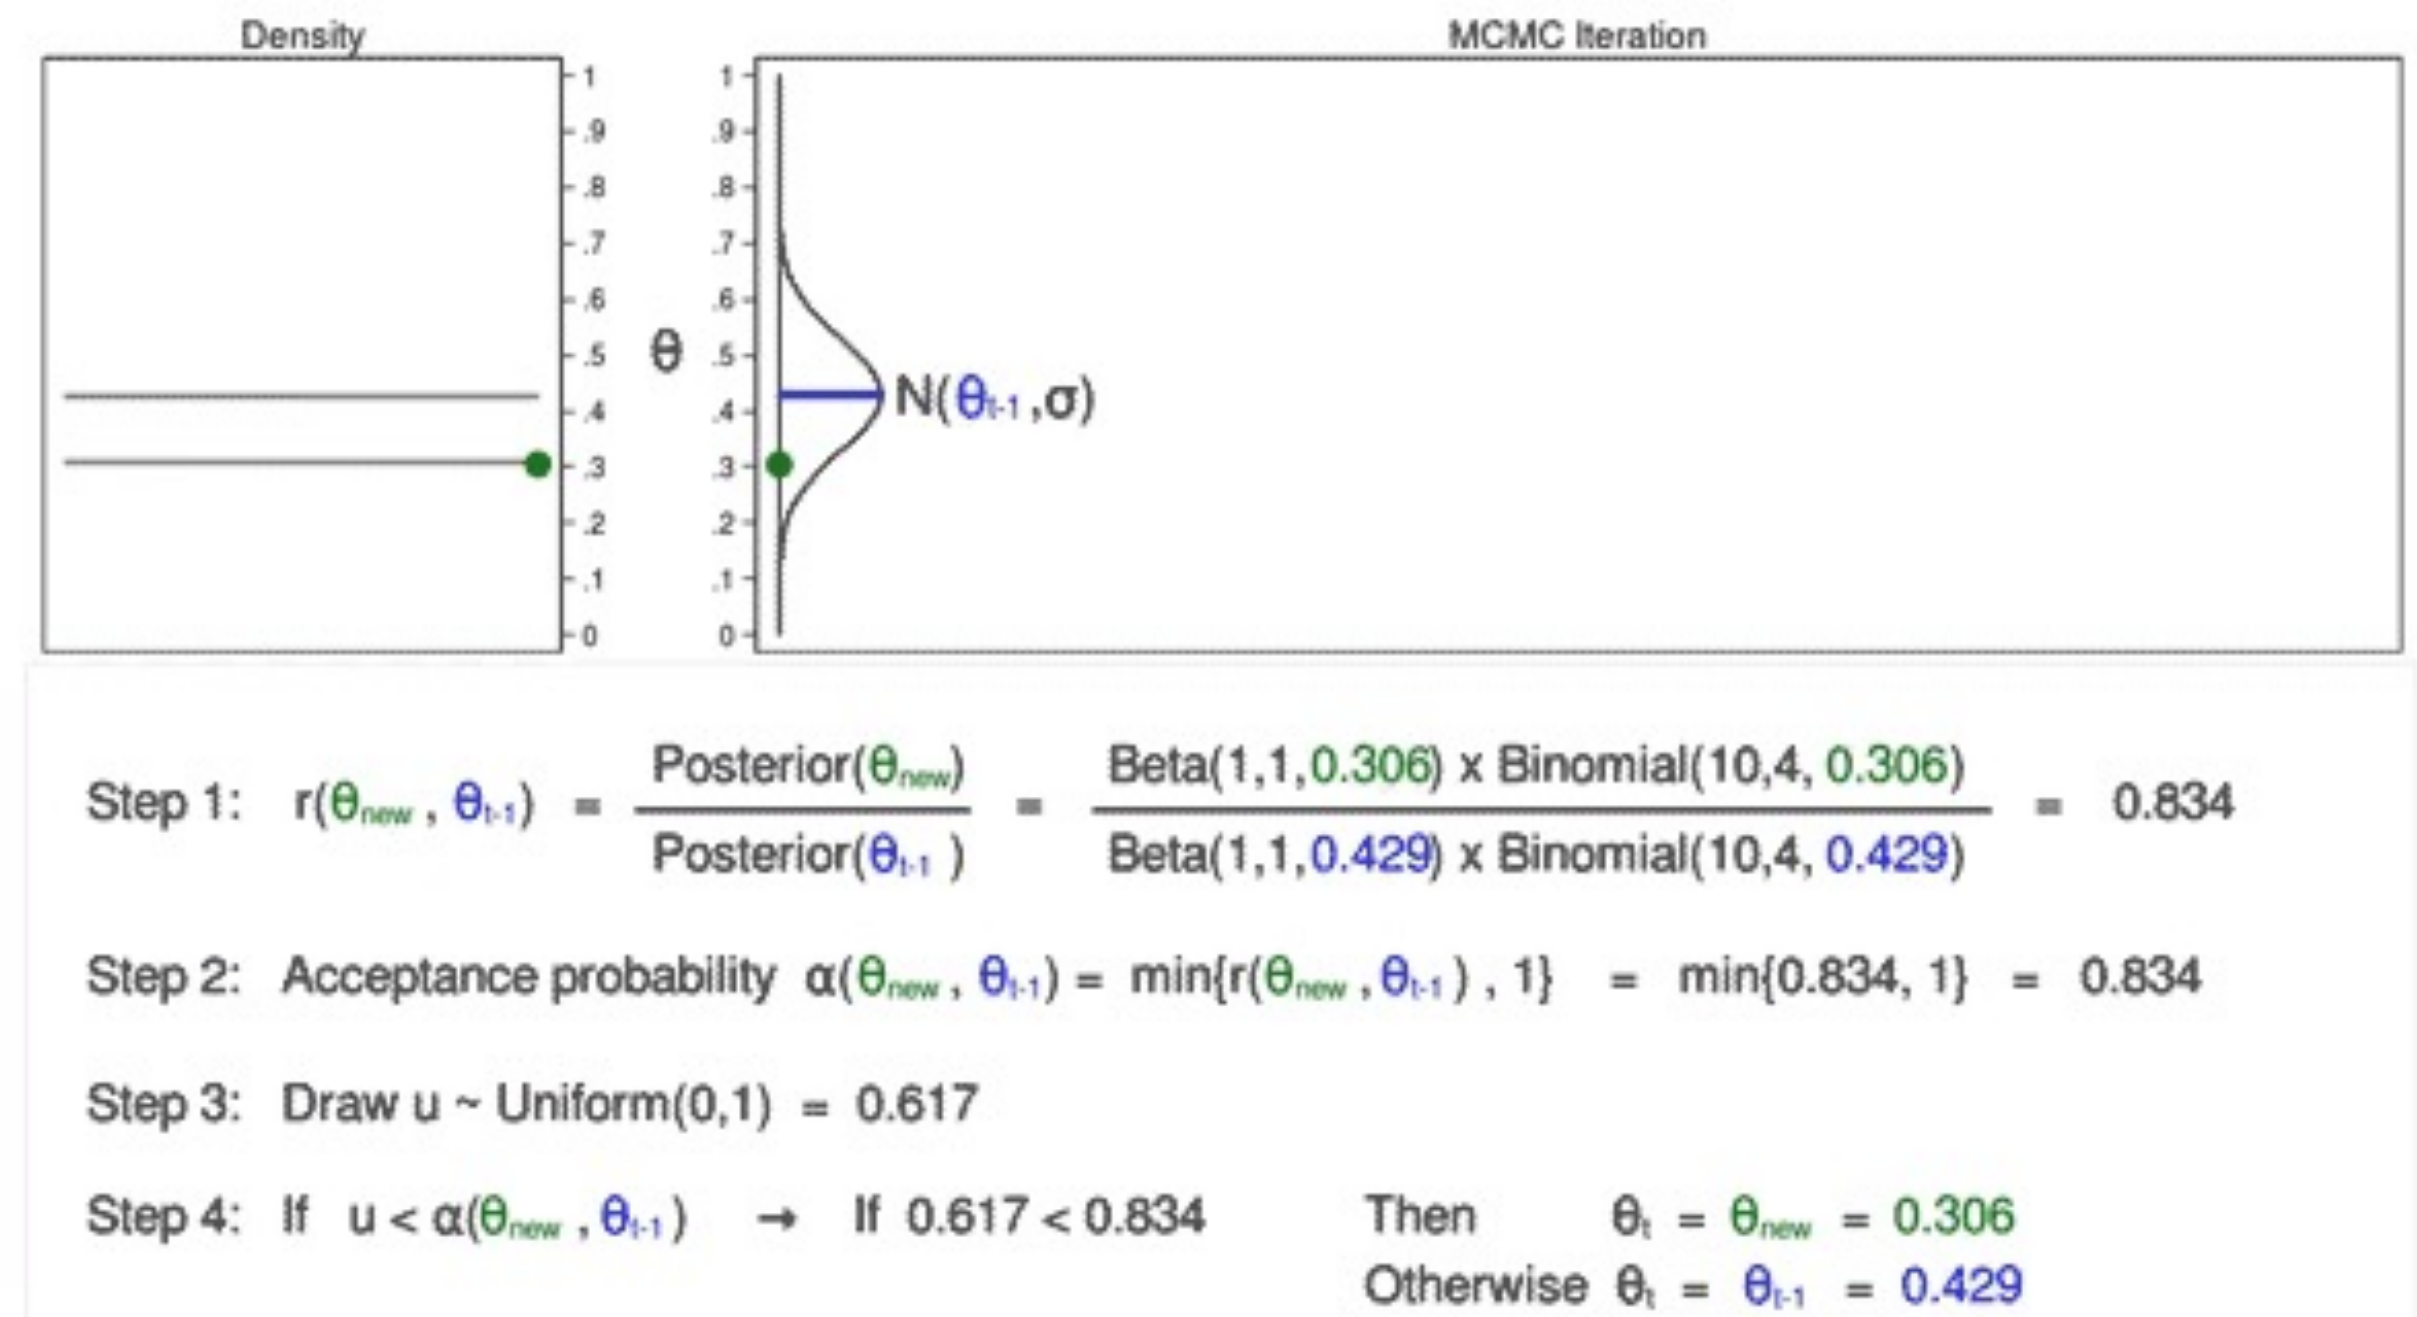 Density
MCMC Iteration
1
.9
.8
.7
.6
.5
.4
.3
.2
.1
0
θ
1
.9
.8
.7
.6
.5
.4
.3
.2
.1
0
N(θt-1 ,σ)
Step 1: r(θnew , θt-1) = Posterior(θnew) / Posterior(θt-1 ) = Beta(1,1,0.306) x Binomial(10,4, 0.306) / Beta(1,1,0.429) x Binomial(10,4, 0.429) = 0.834
Step 2: Acceptance probability α(θnew , θt-1) = min{r(θnew , θt-1) , 1} = min{0.834, 1} = 0.834
Step 3: Draw u ~ Uniform(0,1) = 0.617
Step 4: If u < α(θnew , θt-1) → If 0.617 < 0.834 Then θt = θnew = 0.306
Otherwise θt = θt-1 = 0.429